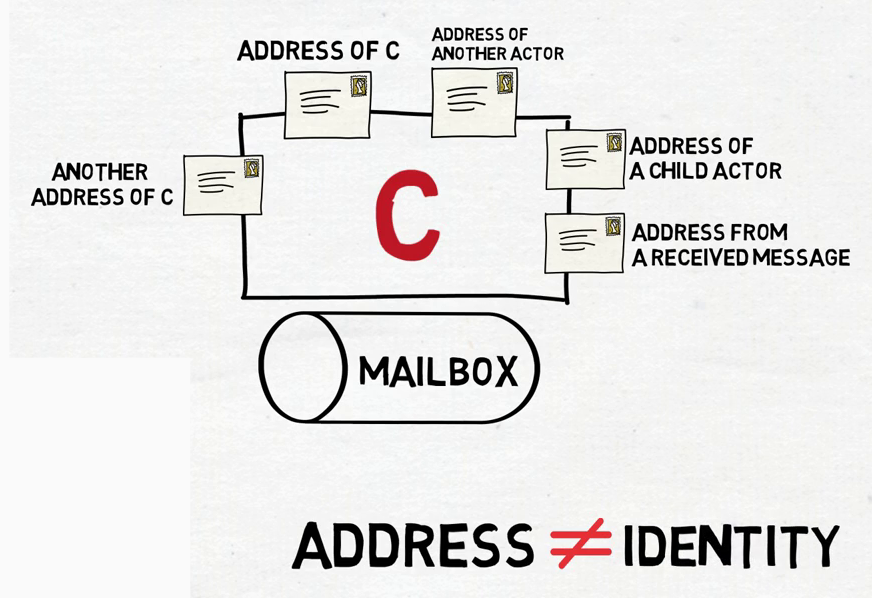 ADDRESS OF C
ADDRESS OF
ANOTHER ACTOR
ANOTHER
ADDRESS OF C
ADDRESS OF
A CHILD ACTOR
C
ADDRESS FROM
A RECEIVED MESSAGE
MAILBOX
ADDRESS ≠ IDENTITY